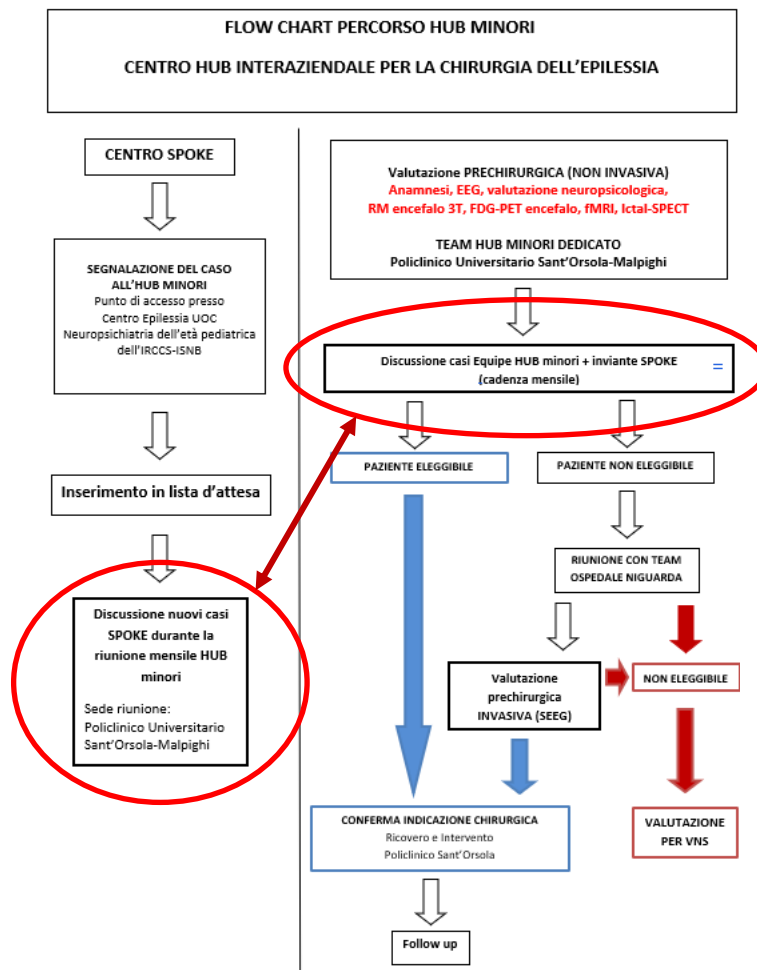 FLOW CHART PERCORSO HUB MINORI
CENTRO HUB INTERAZIENDALE PER LA CHIRURGIA DELL'EPILESSIA
CENTRO SPOKE
SEGNALAZIONE DEL CASO
ALL'HUB MINORI
Punto di accesso presso
Centro Epilessia UOC
Neuropsichiatria dell'età pediatrica
dell'IRCCS-ISNB
Inserimento in lista d'attesa
Discussione nuovi casi
SPOKE durante la
riunione mensile HUB
minori
Sede riunione:
Policlinico Universitario
Sant'Orsola-Malpighi
Valutazione PRECHIRURGICA (NON INVASIVA)
Anamnesi, EEG, valutazione neuropsicologica,
RM encefalo 3T, FDG-PET encefalo, fMRI, Ictal-SPECT
TEAM HUB MINORI DEDICATO
Policlinico Universitario Sant'Orsola-Malpighi
Discussione casi Equipe HUB minori + inviante SPOKE =
(cadenza mensile)
PAZIENTE ELEGGIBILE
PAZIENTE NON ELEGGIBILE
RIUNIONE CON TEAM
OSPEDALE NIGUARDA
Valutazione
prechirurgica
INVASIVA (SEEG)
NON ELEGGIBILE
CONFERMA INDICAZIONE CHIRURGICA
Ricovero e Intervento
Policlinico Sant'Orsola
VALUTAZIONE
PER VNS
Follow up